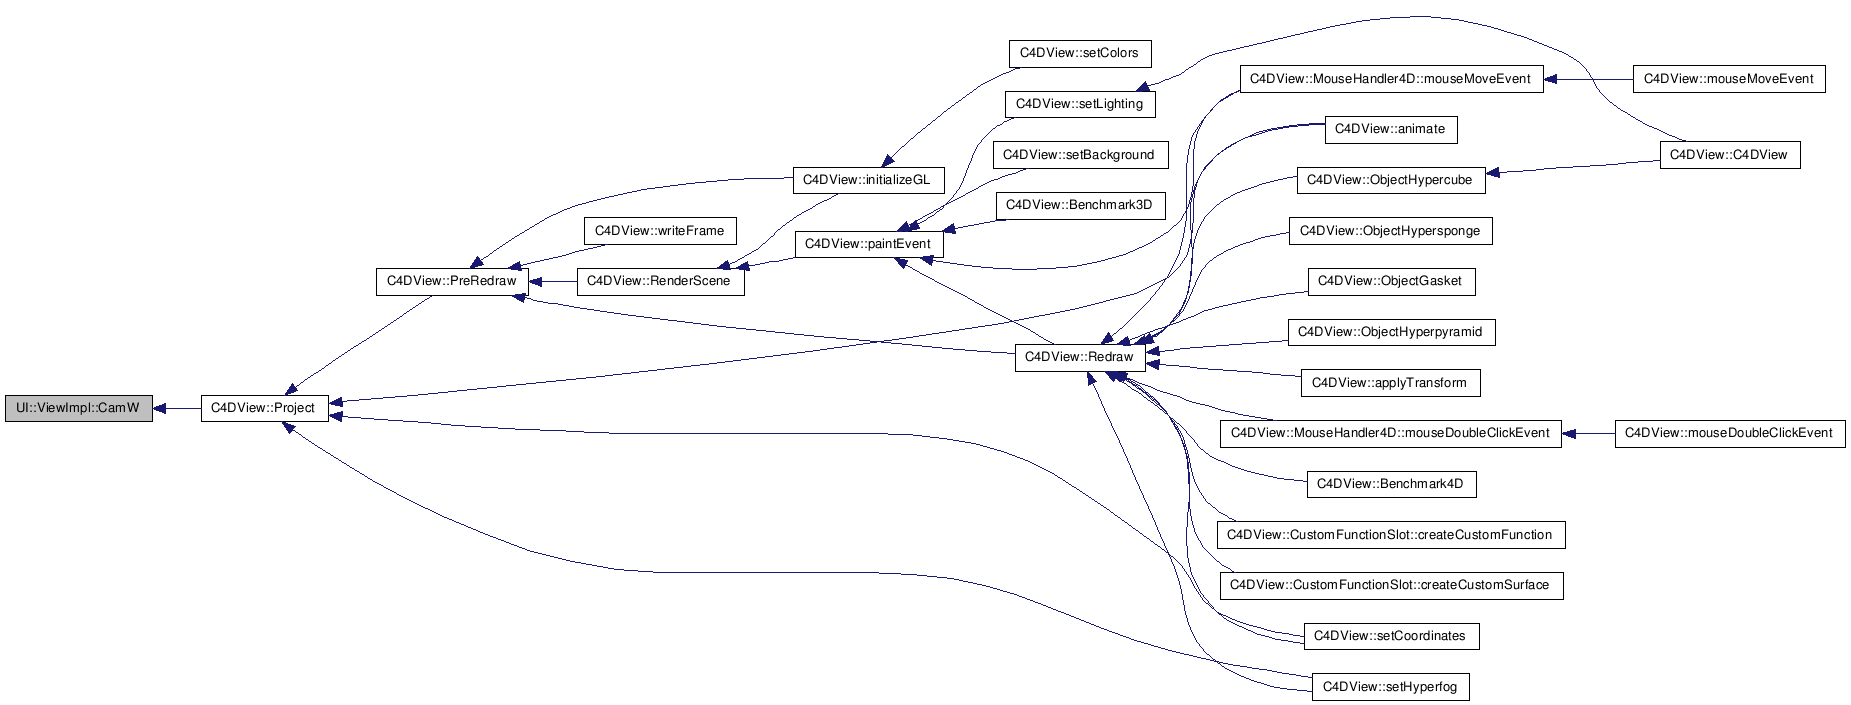 C4DView::setColors
C4DView::MouseHandler4D::mouseMoveEvent
C4DView::mouseMoveEvent
C4DView::setLighting
C4DView::animate
C4DView::setBackground
C4DView::C4DView
C4DView::initializeGL
C4DView::ObjectHypercube
C4DView::Benchmark3D
C4DView::writeFrame
C4DView::ObjectHypersponge
C4DView::paintEvent
C4DView::PreRedraw
C4DView::RenderScene
C4DView::ObjectGasket
C4DView::ObjectHyperpyramid
C4DView::Redraw
C4DView::applyTransform
UI::ViewImpl::CamW
C4DView::Project
C4DView::MouseHandler4D::mouseDoubleClickEvent
C4DView::mouseDoubleClickEvent
C4DView::Benchmark4D
C4DView::CustomFunctionSlot::createCustomFunction
C4DView::CustomFunctionSlot::createCustomSurface
C4DView::setCoordinates
C4DView::setHyperfog